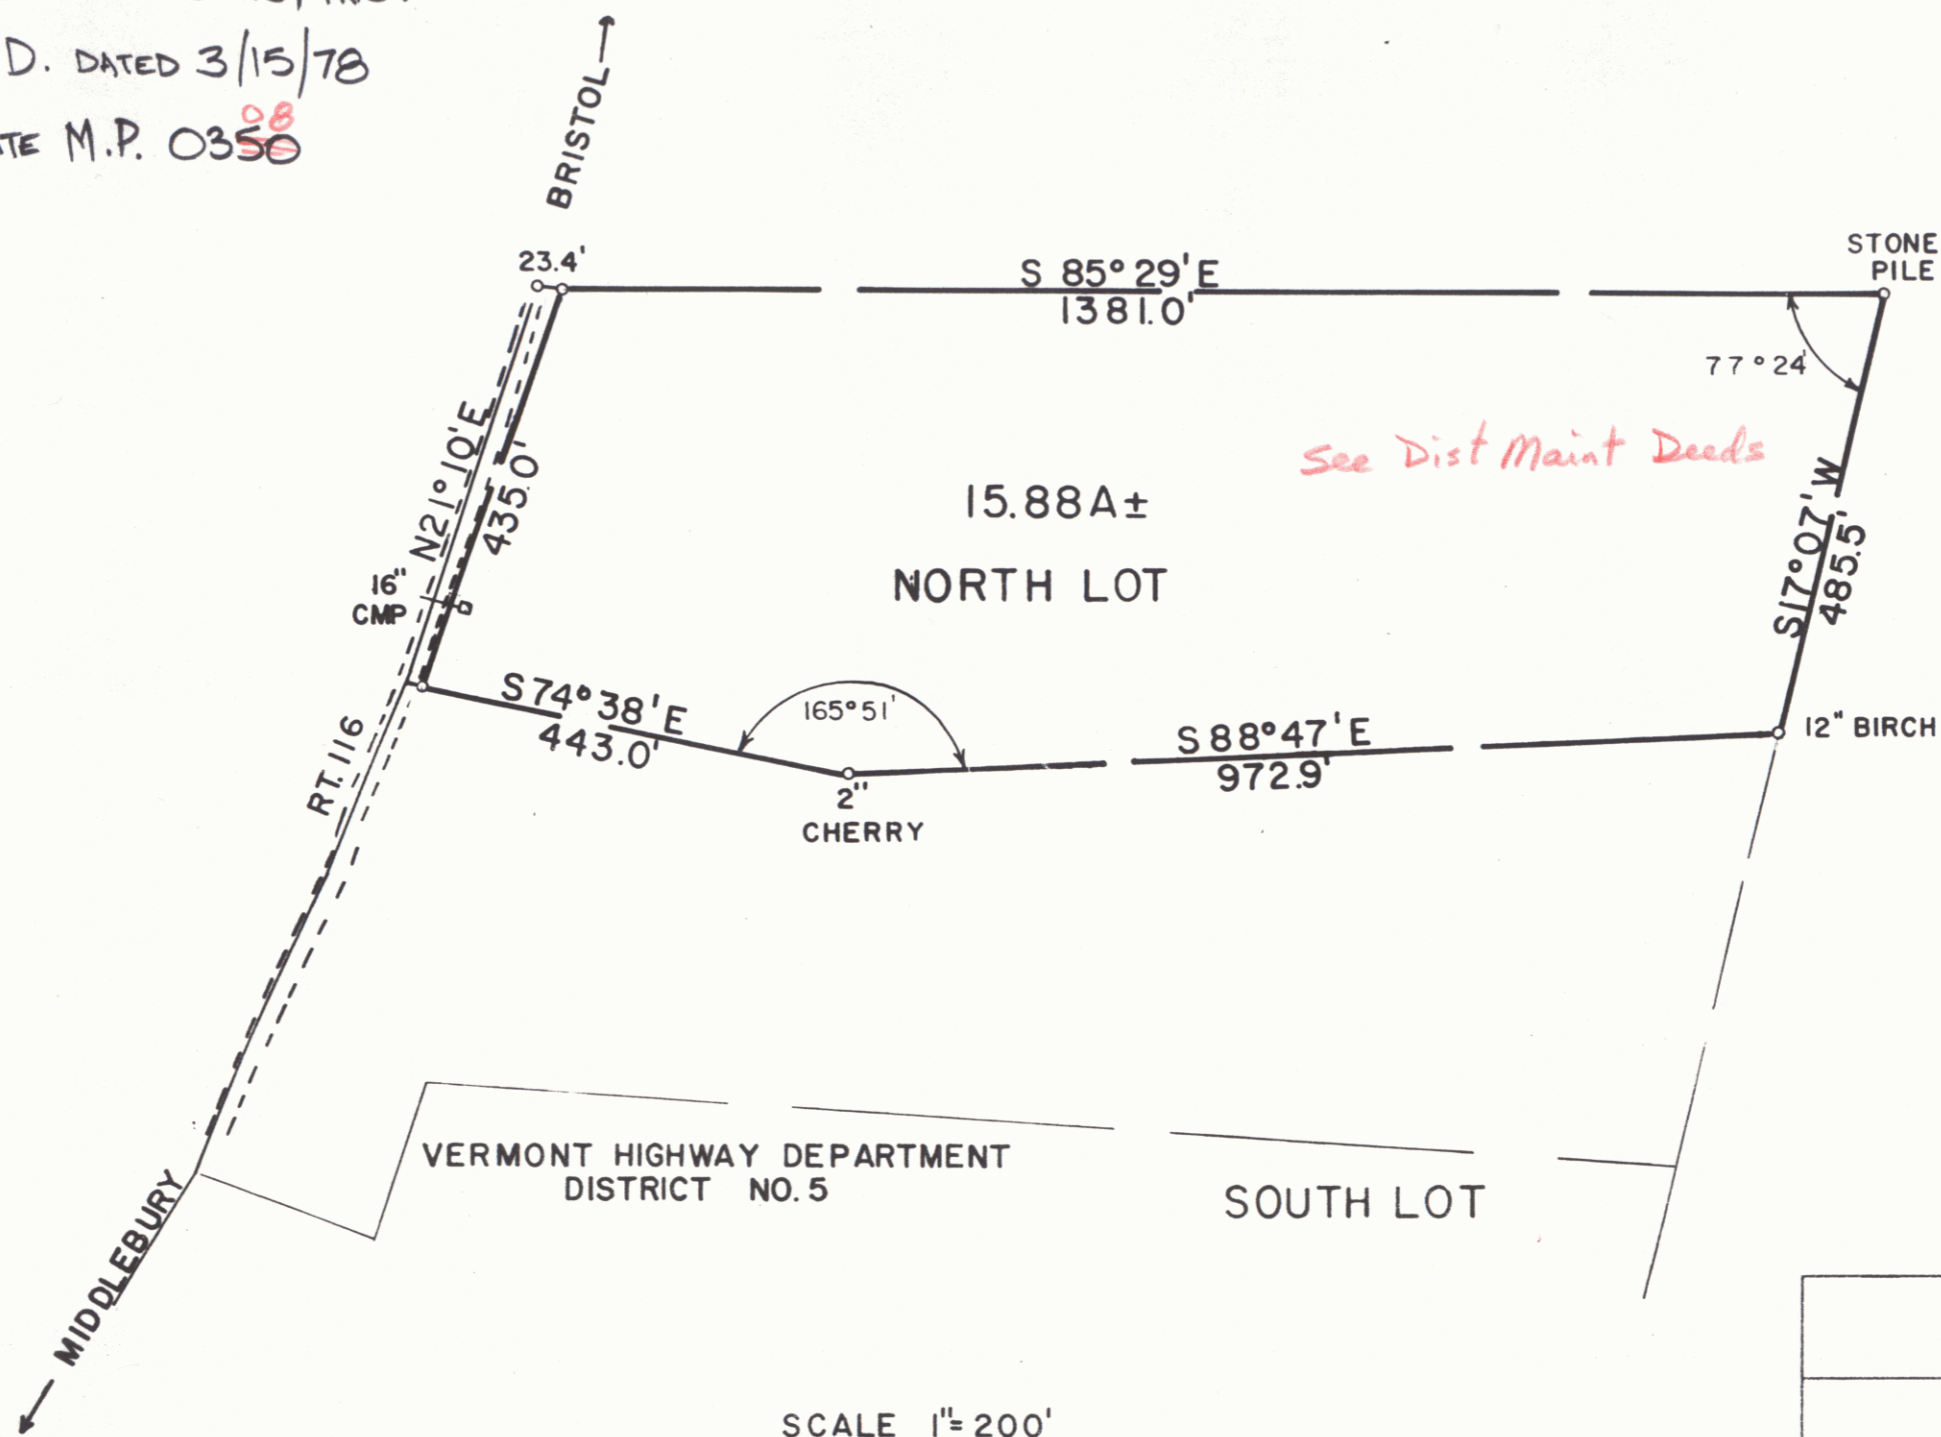 D. DATED 3/15/78
M.P. 0350
08
BRISTOL
23.4'
S 85° 29' E
1381.0'
STONE
PILE
77° 24'
N21° 10' E
435.0'
See Dist Maint Deeds
15.88A±
NORTH LOT
S17° 07' W
485.5'
16"
CMP
S74° 38' E
443.0'
165° 51'
S88° 47' E
972.9'
12" BIRCH
2"
CHERRY
RT. 116
VERMONT HIGHWAY DEPARTMENT
DISTRICT NO. 5
SOUTH LOT
MIDDLEBURY
SCALE 1"= 200'